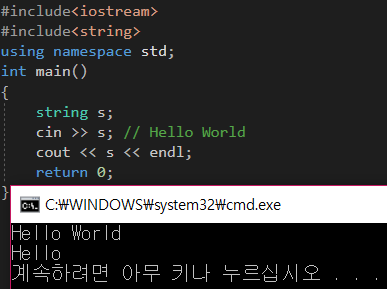 #include<iostream>
#include<string>
using namespace std;
int main()
{
string s;
cin >> s; // Hello World
cout << s << endl;
return 0;
}
C:₩WINDOWS₩system32₩cmd.exe
Hello World
Hello
계속하려면 아무 키나 누르십시오 . . .